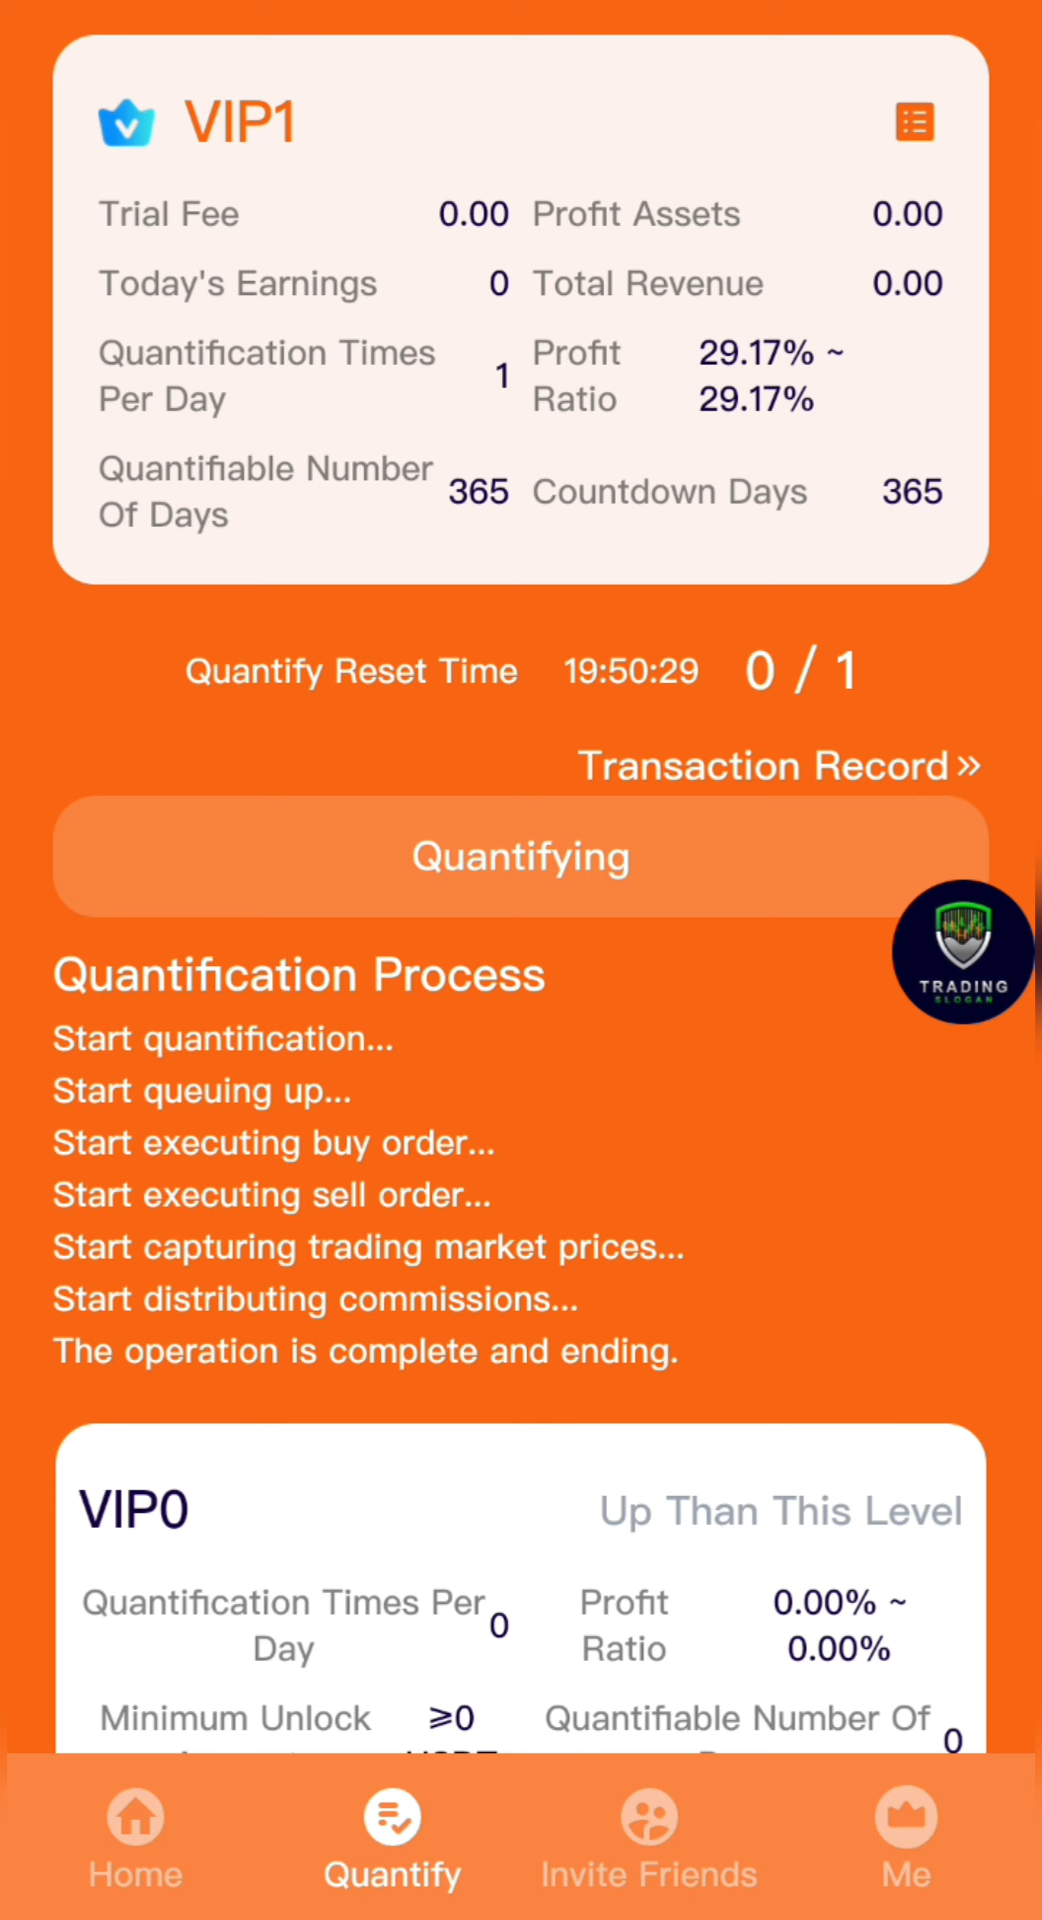 VIP1
Trial Fee 0.00 Profit Assets 0.00
Today's Earnings 0 Total Revenue 0.00
Quantification Times Per Day 1 Profit Ratio 29.17% ~ 29.17%
Quantifiable Number Of Days 365 Countdown Days 365
Quantify Reset Time 19:50:29 0 / 1
Transaction Record »
Quantifying
TRADING
SLOGAN
Quantification Process
Start quantification...
Start queuing up...
Start executing buy order...
Start executing sell order...
Start capturing trading market prices...
Start distributing commissions...
The operation is complete and ending.
VIP0 Up Than This Level
Quantification Times Per Day 0 Profit Ratio 0.00% ~ 0.00%
Minimum Unlock ≥0 Quantifiable Number Of 0
Home Quantify Invite Friends Me